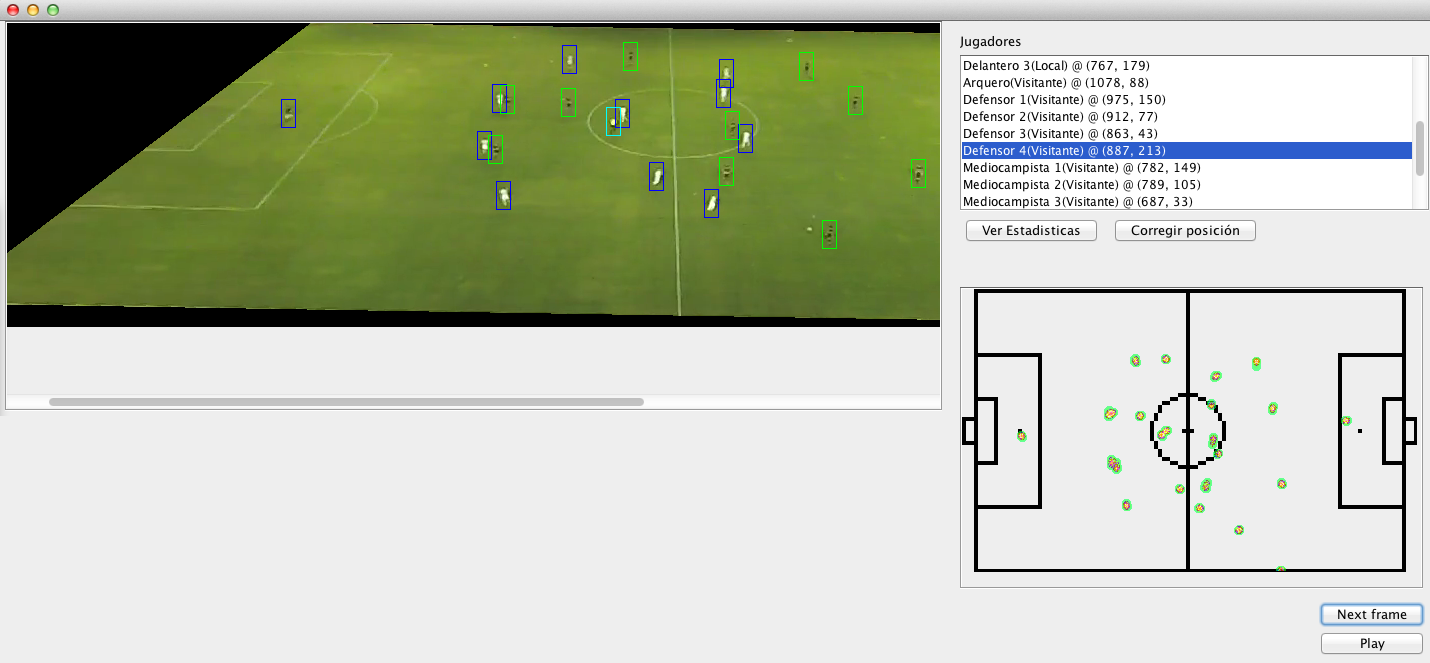 Jugadores
Delantero 3(Local) @ (767, 179)
Arquero(Visitante) @ (1078, 88)
Defensor 1(Visitante) @ (975, 150)
Defensor 2(Visitante) @ (912, 77)
Defensor 3(Visitante) @ (863, 43)
Defensor 4(Visitante) @ (887, 213)
Mediocampista 1(Visitante) @ (782, 149)
Mediocampista 2(Visitante) @ (789, 105)
Mediocampista 3(Visitante) @ (687, 33)
Ver Estadisticas
Corregir posición
Next frame
Play